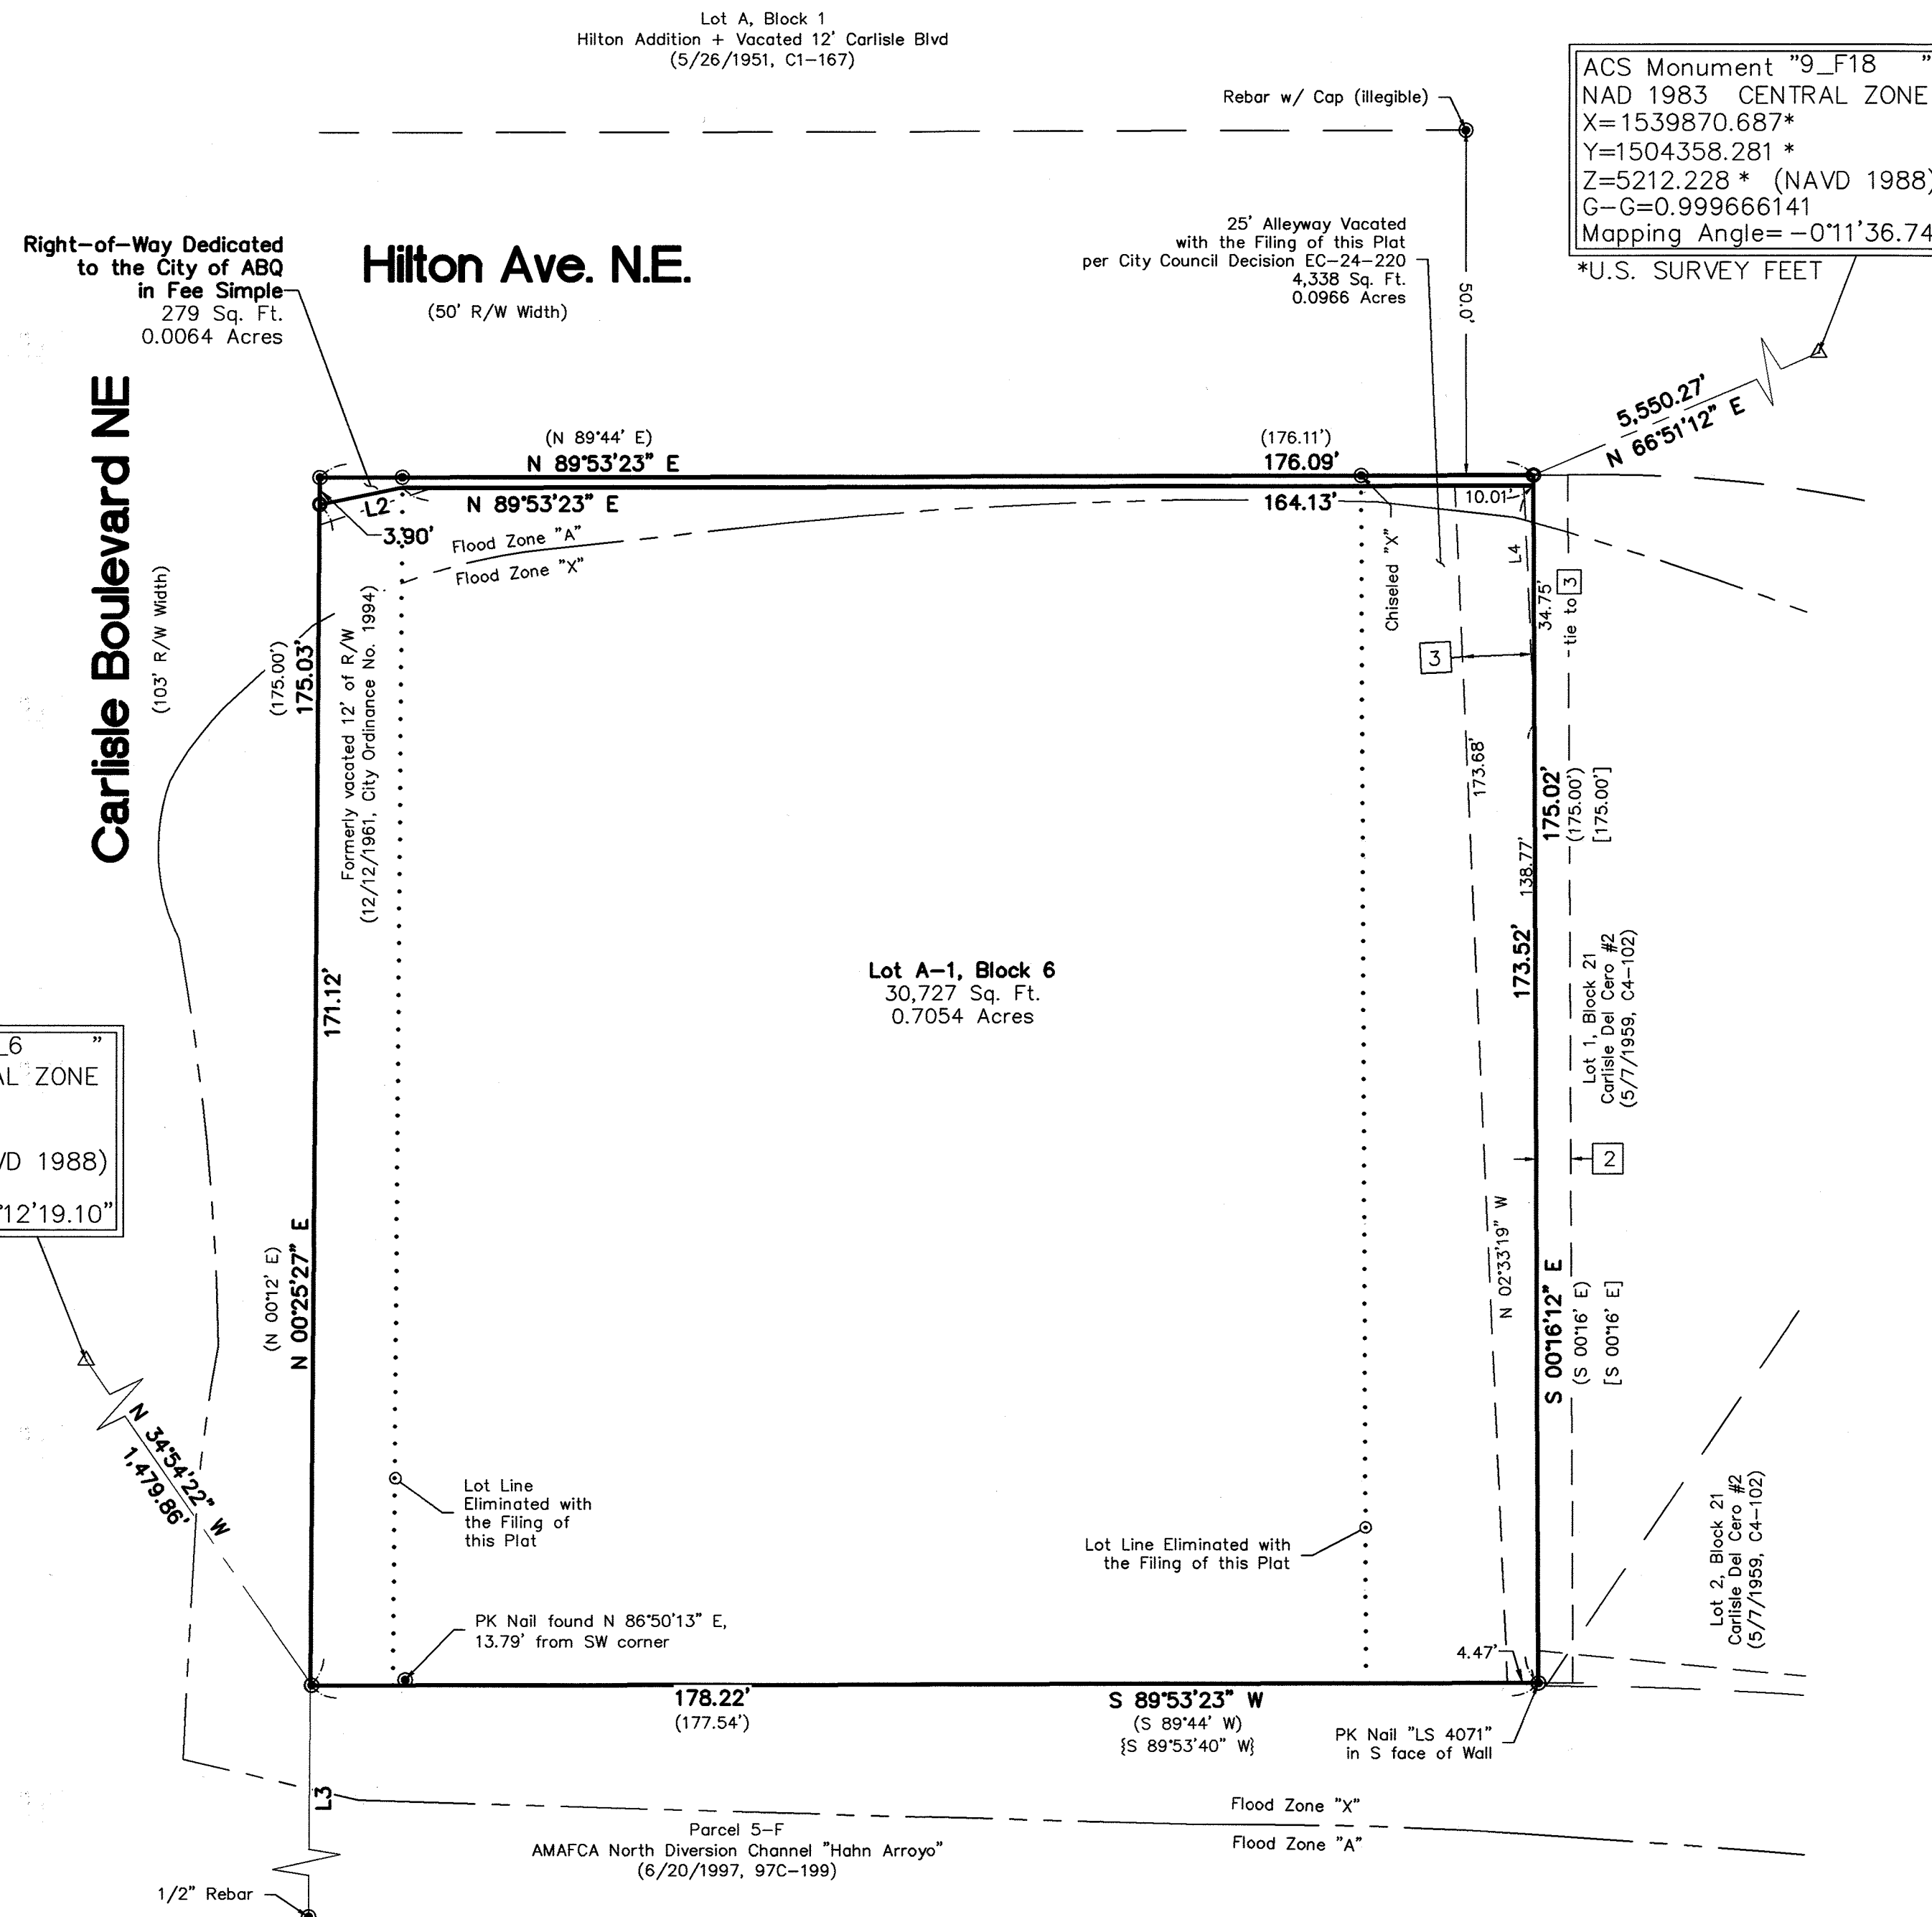 Lot A, Block 1
Hilton Addition + Vacated 12' Carlisle Blvd
(5/26/1951, C1-167)
ACS Monument "9_F18 "
NAD 1983 CENTRAL ZONE
X=1539870.687*
Y=1504358.281 *
Z=5212.228 * (NAVD 1988)
G-G=0.999666141
Mapping Angle= -0°11'36.74
*U.S. SURVEY FEET
Rebar w/ Cap (illegible)
50.0'
Right-of-Way Dedicated
to the City of ABQ
in Fee Simple
279 Sq. Ft.
0.0064 Acres
Hilton Ave. N.E.
(50' R/W Width)
25' Alleyway Vacated
with the Filing of this Plat
per City Council Decision EC-24-220
4,338 Sq. Ft.
0.0966 Acres
5,550.27'
N 66°51'12" E
Carlisle Boulevard NE
(103' R/W Width)
(N 89°44' E)
N 89°53'23" E
(176.11')
176.09'
L2
N 89°53'23" E
164.13'
10.01'
3.90'
Flood Zone "A"
Flood Zone "X"
Chiseled "X"
L4
34.75'
tie to 3
3
(175.00')
175.03'
Formerly vacated 12' of R/W
(12/12/1961, City Ordinance No. 1994)
173.68'
175.02'
(175.00')
[175.00']
138.77'
173.52'
171.12'
Lot A-1, Block 6
30,727 Sq. Ft.
0.7054 Acres
Lot 1, Block 21
Carlisle Del Cero #2
(5/7/1959, C4-102)
2
_6 "
AL ZONE
VD 1988)
°12'19.10"
(N 00°12' E)
N 00°25'27" E
N 02°33'19" W
S 00°16'12" E
(S 00°16' E)
[S 00°16' E]
N 34°54'22" W
1,479.86'
Lot Line
Eliminated with
the Filing of
this Plat
Lot Line Eliminated with
the Filing of this Plat
Lot 2, Block 21
Carlisle Del Cero #2
(5/7/1959, C4-102)
PK Nail found N 86°50'13" E,
13.79' from SW corner
4.47'
178.22'
(177.54')
S 89°53'23" W
(S 89°44' W)
{S 89°53'40" W}
PK Nail "LS 4071"
in S face of Wall
L3
Flood Zone "X"
Flood Zone "A"
Parcel 5-F
AMAFCA North Diversion Channel "Hahn Arroyo"
(6/20/1997, 97C-199)
1/2" Rebar